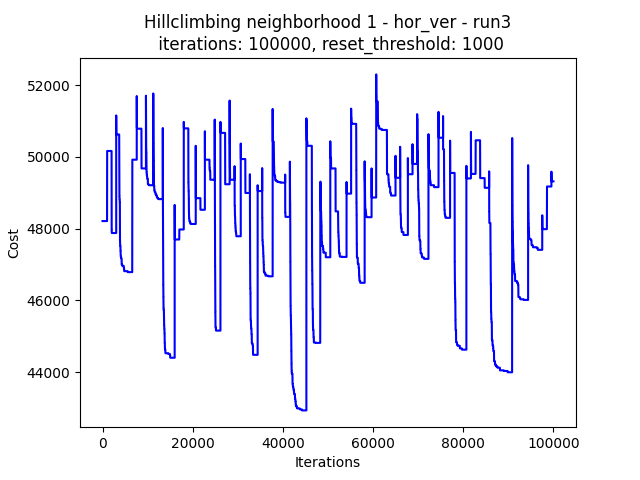 Hillclimbing neighborhood 1 - hor_ver - run3
iterations: 100000, reset_threshold: 1000
52000
50000
48000
46000
44000
Cost
0 20000 40000 60000 80000 100000
Iterations